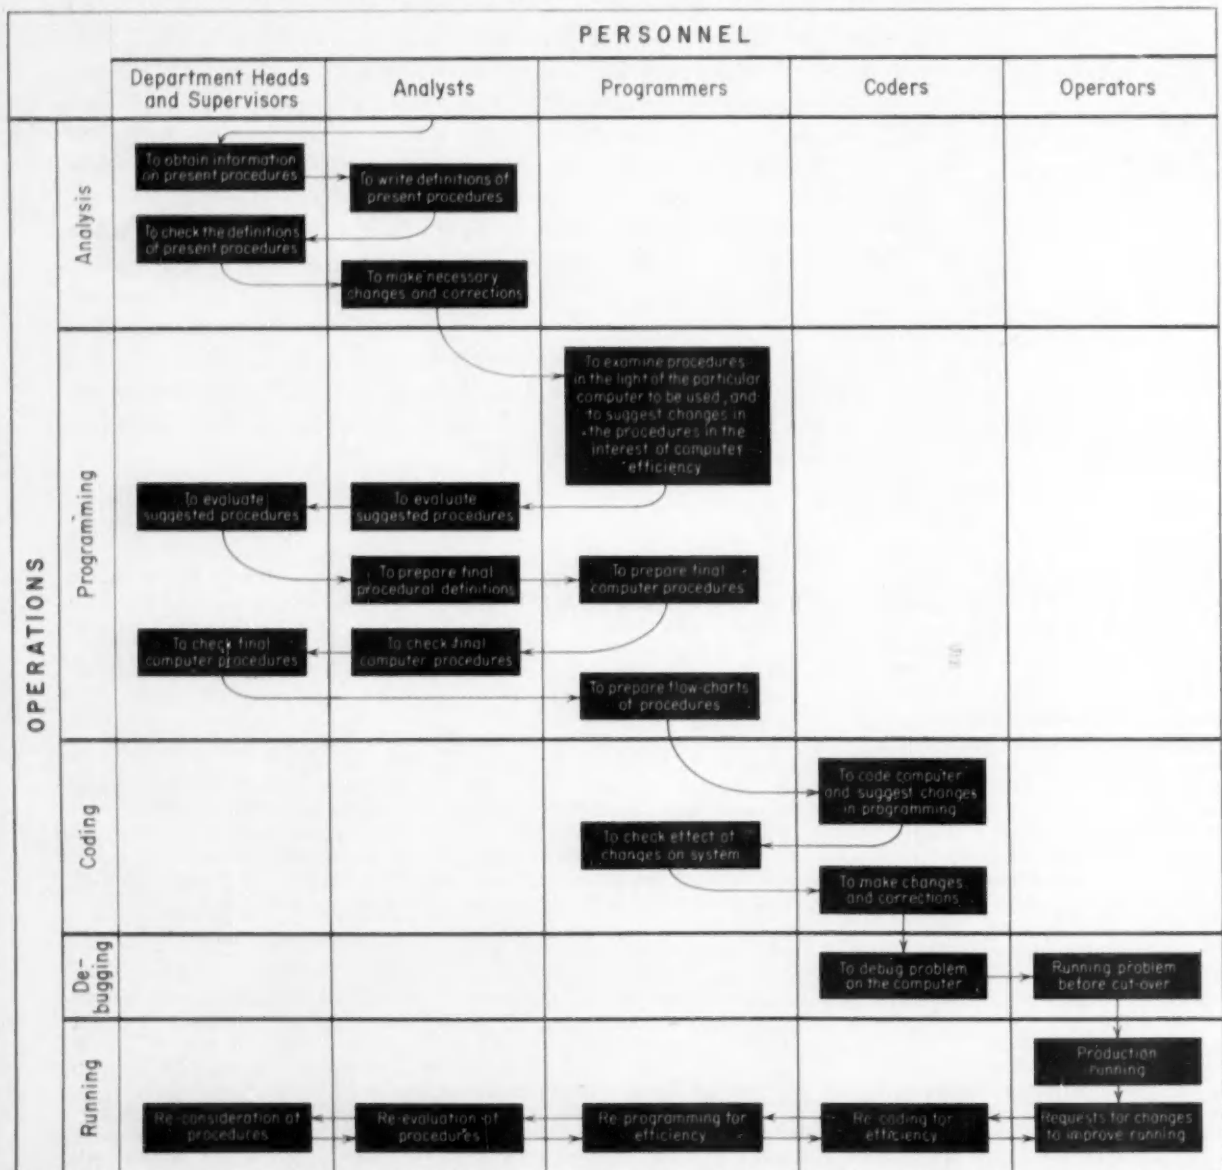 PERSONNEL
Department Heads
and Supervisors
Analysts
Programmers
Coders
Operators
OPERATIONS
Analysis
To obtain information
on present procedures
To write definitions of
present procedures
To check the definitions
of present procedures
To make necessary
changes and corrections
Programming
To examine procedures
in the light of the particular
computer to be used, and
to suggest changes in
the procedures in the
interest of computer
efficiency
To evaluate
suggested procedures
To evaluate
suggested procedures
To prepare final
procedural definitions
To prepare final
computer procedures
To check final
computer procedures
To check final
computer procedures
To prepare flow-charts
of procedures
Coding
To code computer
and suggest changes
in programming
To check effect of
changes on system
To make changes
and corrections
De-
bugging
To debug problem
on the computer
Running problem
before cut-over
Running
Production
running
Re-consideration of
procedures
Re-evaluation of
procedures
Re-programming for
efficiency
Re-coding for
efficiency
Requests for changes
to improve running